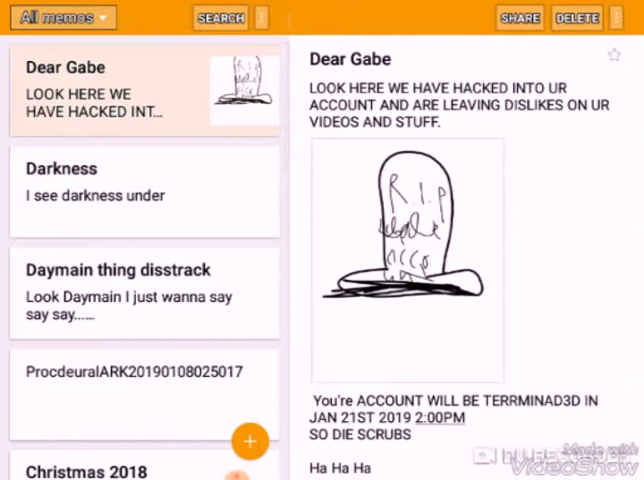 All memos
SEARCH
SHARE
DELETE
Dear Gabe
LOOK HERE WE
HAVE HACKED INT...
Darkness
I see darkness under
Daymain thing disstrack
Look Daymain I just wanna say
say say.....
ProcdeuralARK20190108025017
Christmas 2018
Dear Gabe
LOOK HERE WE HAVE HACKED INTO UR
ACCOUNT AND ARE LEAVING DISLIKES ON UR
VIDEOS AND STUFF.
R.I.P
You're ACCOUNT WILL BE TERRMINAD3D IN
JAN 21ST 2019 2:00PM
SO DIE SCRUBS
Ha Ha Ha
Made with
VideoShow